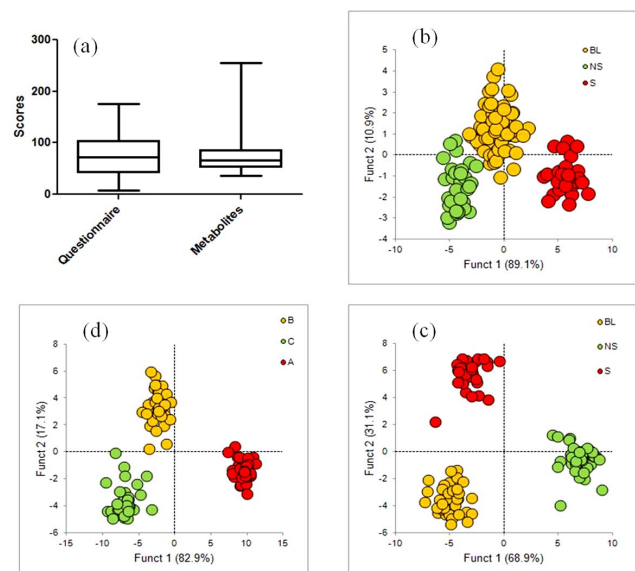 (a)
300
200
100
0
Scores
Questionnaire
Metabolites
(b)
BL
NS
S
5
4
3
2
1
0
-1
-2
-3
-4
Funct 2 (10.9%)
-10 -5 0 5 10
Funct 1 (89.1%)
(d)
B
C
A
8
6
4
2
0
-2
-4
-6
Funct 2 (17.1%)
-15 -10 -5 0 5 10 15
Funct 1 (82.9%)
(c)
BL
NS
S
8
6
4
2
0
-2
-4
-6
Funct 2 (31.1%)
-10 -5 0 5 10
Funct 1 (68.9%)